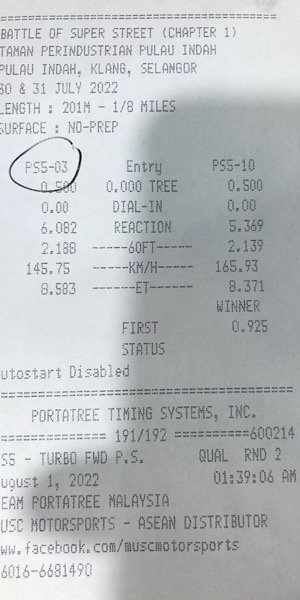 BATTLE OF SUPER STREET (CHAPTER 1)
TAMAN PERINDUSTRIAN PULAU INDAH
PULAU INDAH, KLANG, SELANGOR
30 & 31 JULY 2022
LENGTH : 201M - 1/8 MILES
SURFACE : NO-PREP
PS5-03 Entry PS5-10
0.500 0.000 TREE 0.500
0.00 DIAL-IN 0.00
6.082 REACTION 5.369
2.188 -----60FT----- 2.139
145.75 -----KM/H------ 165.93
8.583 ------ET------ 8.371
WINNER
FIRST 0.925
STATUS
utostart Disabled
PORTATREE TIMING SYSTEMS, INC.
============= 191/192 ==========600214
S5 - TURBO FWD P.S. QUAL RND 2
ugust 1, 2022 01:39:06 AM
EAM PORTATREE MALAYSIA
USC MOTORSPORTS - ASEAN DISTRIBUTOR
ww.facebook.com/muscmotorsports
6016-6681490